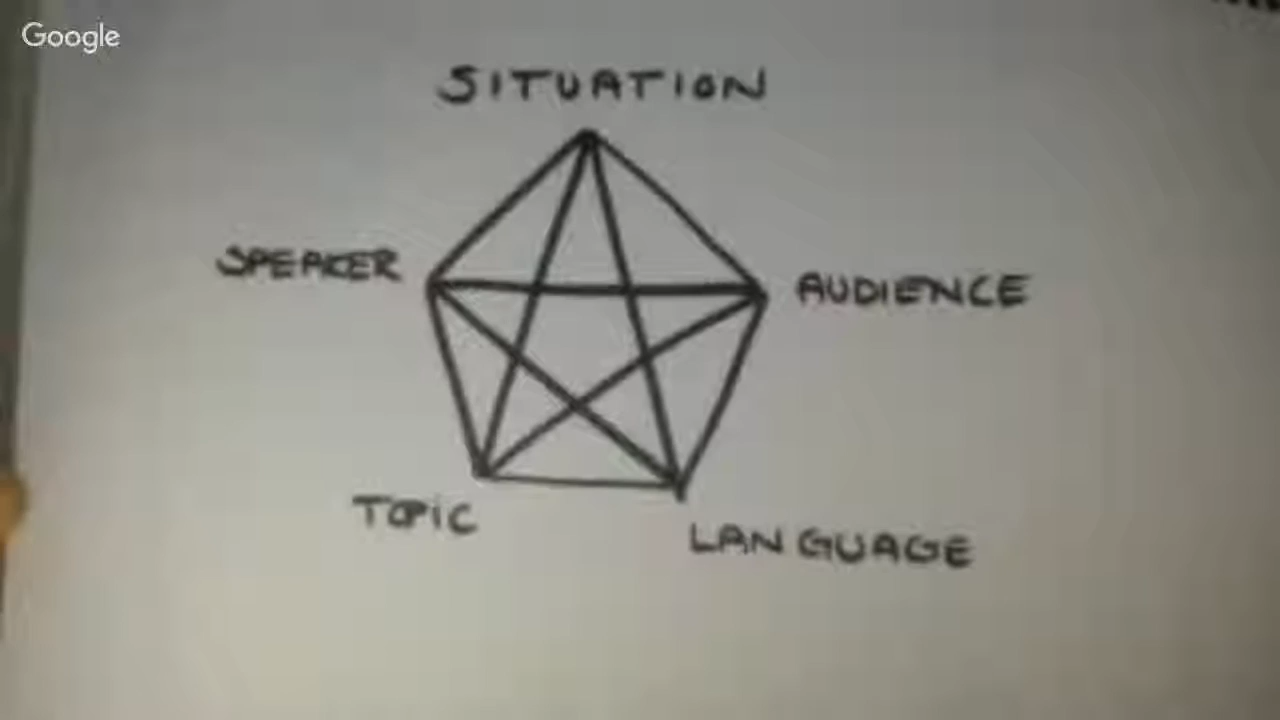 Google
SITUATION
SPEAKER
AUDIENCE
TOPiC
LANGUAGE